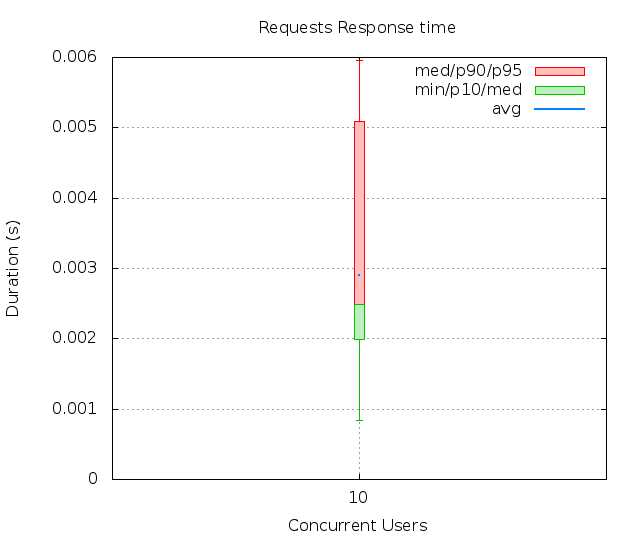 Requests Response time
0.006
0.005
0.004
0.003
0.002
0.001
0
med/p90/p95
min/p10/med
avg
Duration (s)
10
Concurrent Users